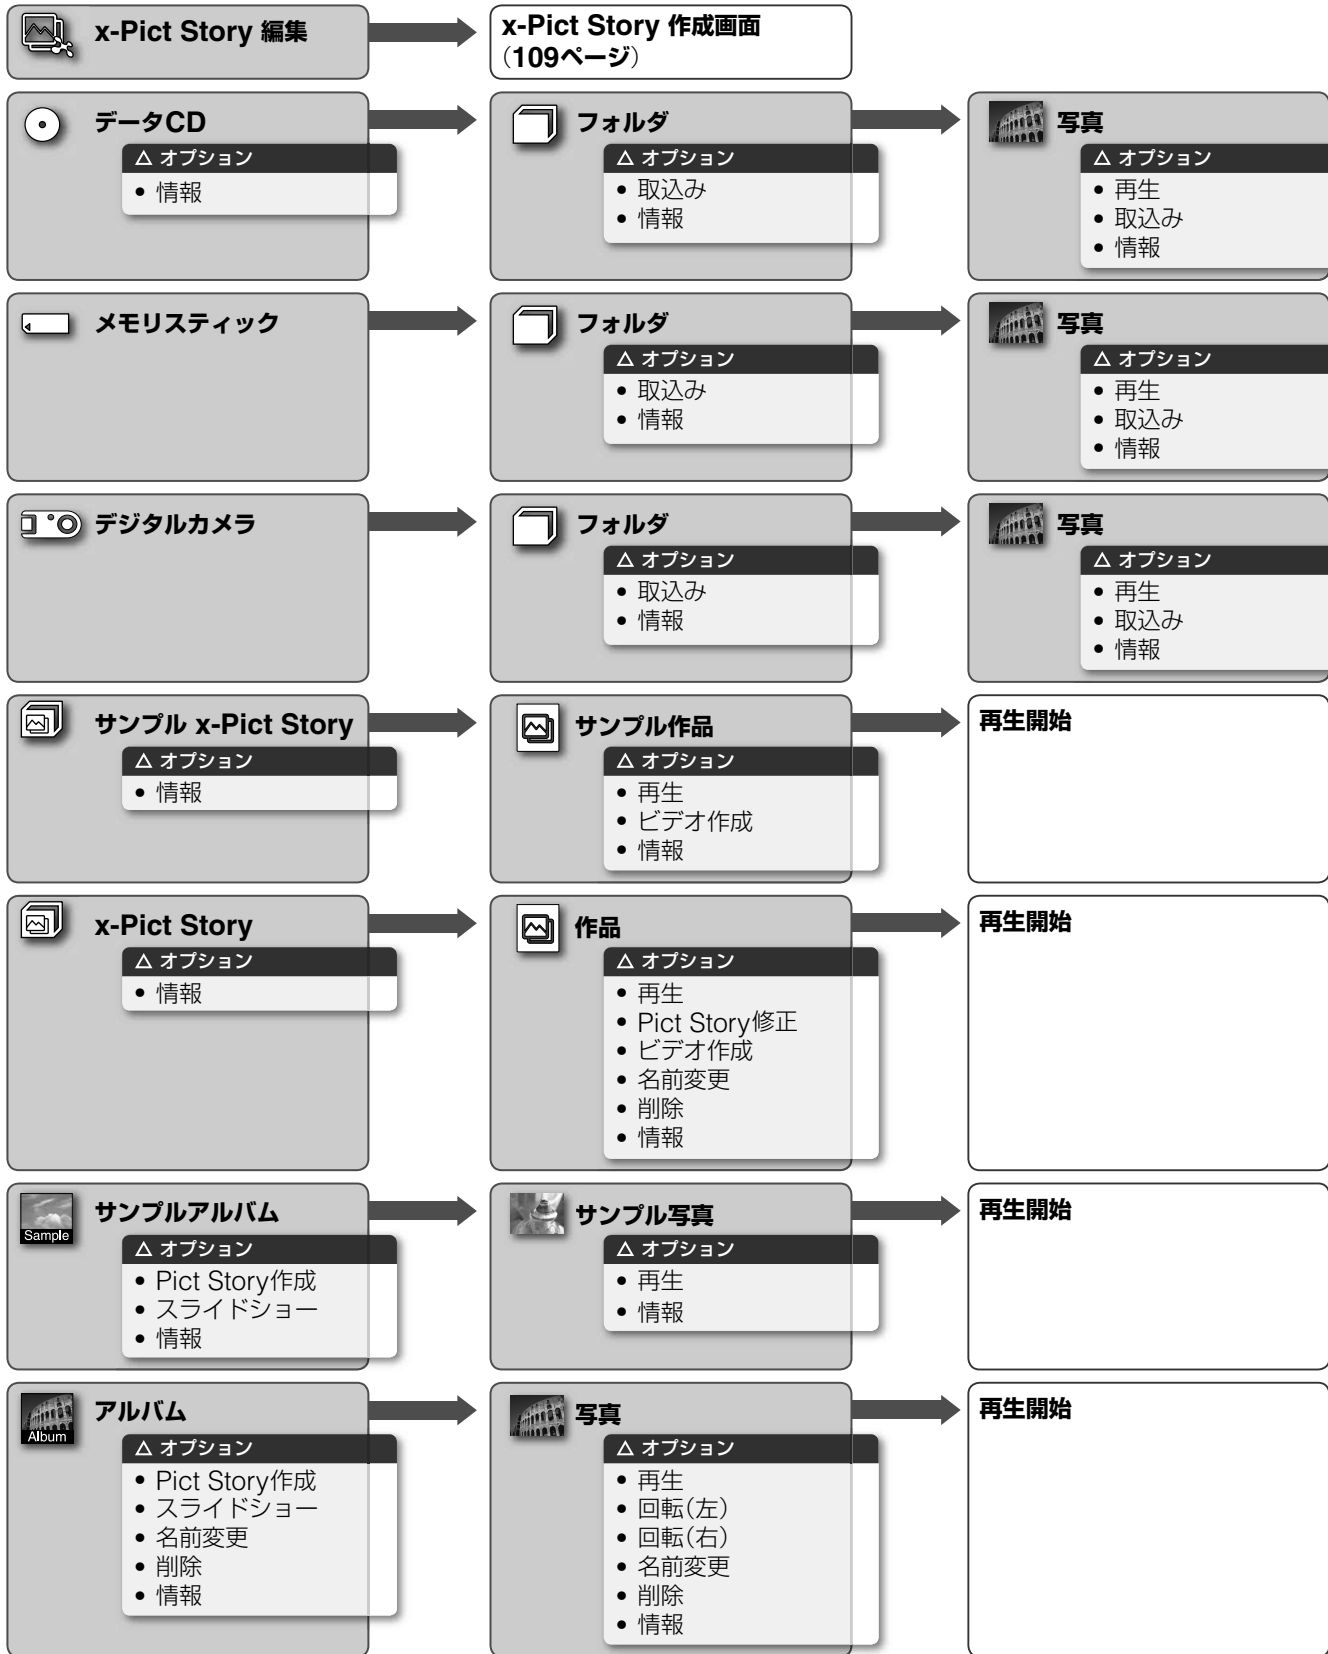 x-Pict Story 編集
x-Pict Story 作成画面
（109ページ）
データCD
△ オプション
• 情報
フォルダ
△ オプション
• 取込み
• 情報
写真
△ オプション
• 再生
• 取込み
• 情報
メモリスティック
フォルダ
△ オプション
• 取込み
• 情報
写真
△ オプション
• 再生
• 取込み
• 情報
デジタルカメラ
フォルダ
△ オプション
• 取込み
• 情報
写真
△ オプション
• 再生
• 取込み
• 情報
サンプル x-Pict Story
△ オプション
• 情報
サンプル作品
△ オプション
• 再生
• ビデオ作成
• 情報
再生開始
x-Pict Story
△ オプション
• 情報
作品
△ オプション
• 再生
• Pict Story修正
• ビデオ作成
• 名前変更
• 削除
• 情報
再生開始
Sample
サンプルアルバム
△ オプション
• Pict Story作成
• スライドショー
• 情報
サンプル写真
△ オプション
• 再生
• 情報
再生開始
Album
アルバム
△ オプション
• Pict Story作成
• スライドショー
• 名前変更
• 削除
• 情報
写真
△ オプション
• 再生
• 回転（左）
• 回転（右）
• 名前変更
• 削除
• 情報
再生開始